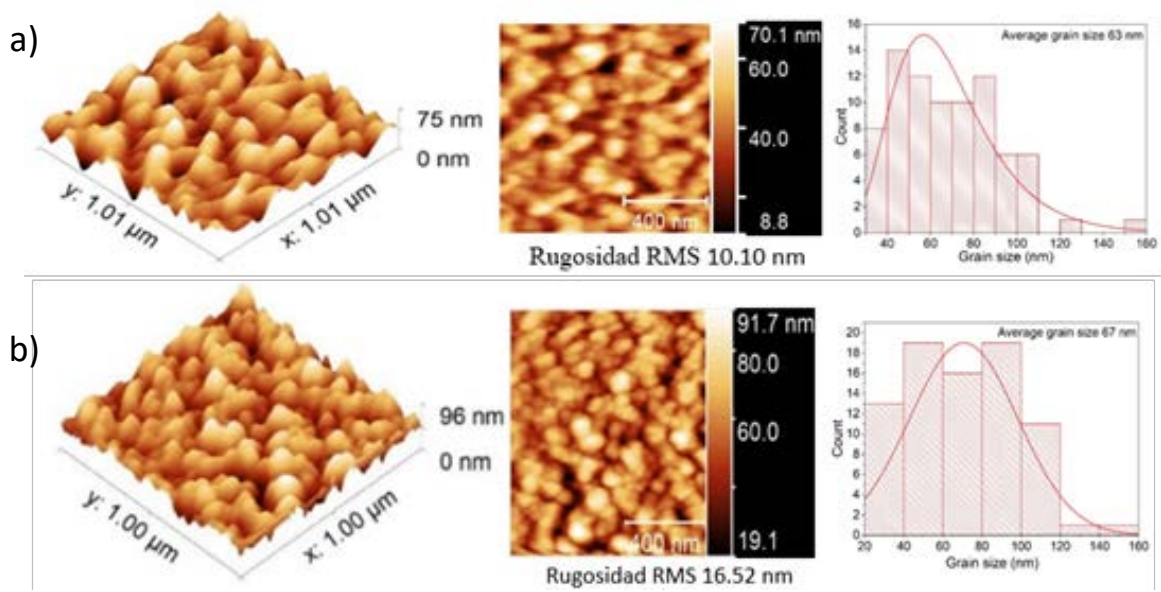 a)
75 nm
0 nm
y: 1.01 µm
x: 1.01 µm
70.1 nm
60.0
40.0
8.8
400 nm
Rugosidad RMS 10.10 nm
Average grain size 63 nm
Count
16
14
12
10
8
6
4
2
0
40 60 80 100 120 140 160
Grain size (nm)
b)
96 nm
0 nm
y: 1.00 µm
x: 1.00 µm
91.7 nm
80.0
60.0
19.1
400 nm
Rugosidad RMS 16.52 nm
Average grain size 67 nm
Count
20
18
16
14
12
10
8
6
4
2
0
20 40 60 80 100 120 140 160
Grain size (nm)